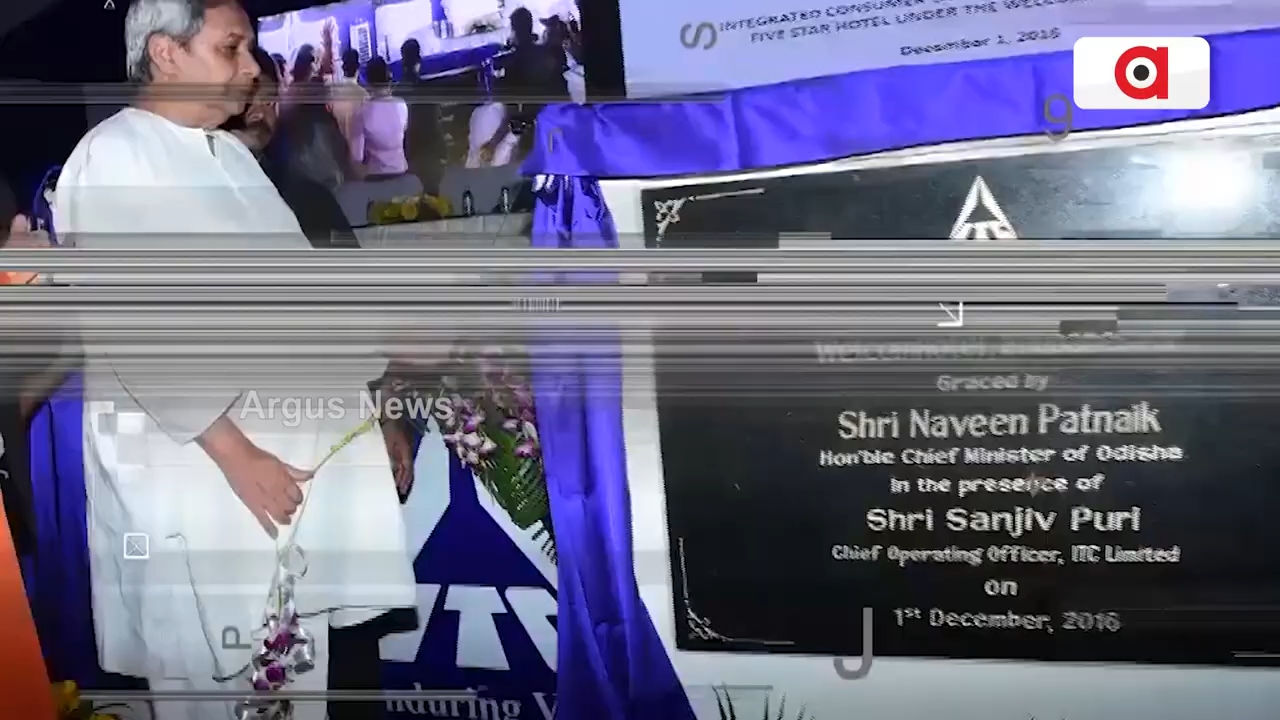 INTEGRATED CONSUMER
FIVE STAR HOTEL UNDER THE
December 1, 2016
a
ITC
Graced by
Shri Naveen Patnaik
Hon'ble Chief Minister of Odisha
in the presence of
Shri Sanjiv Puri
Chief Operating Officer, ITC Limited
on
1st December, 2016
Argus News
ITC